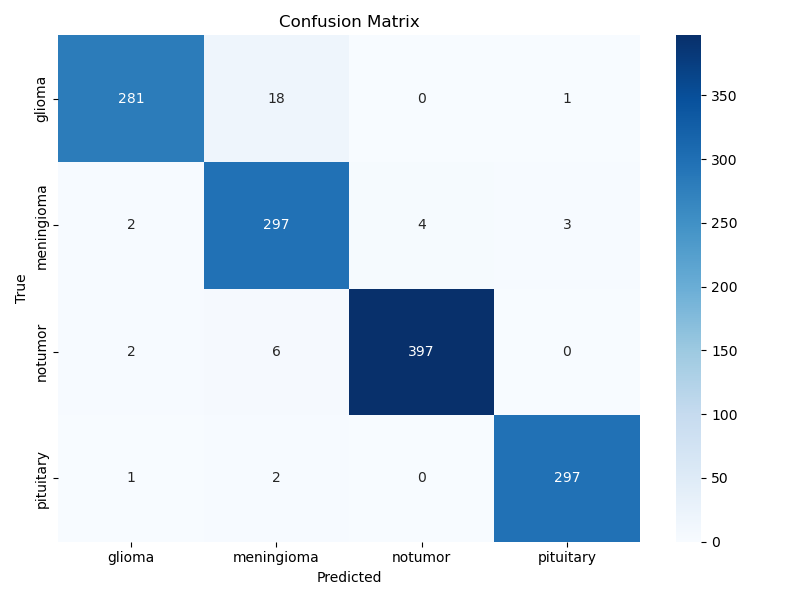 Confusion Matrix
glioma
281 18 0 1
meningioma
2 297 4 3
notumor
2 6 397 0
pituitary
1 2 0 297
True
glioma meningioma notumor pituitary
Predicted
350
300
250
200
150
100
50
0